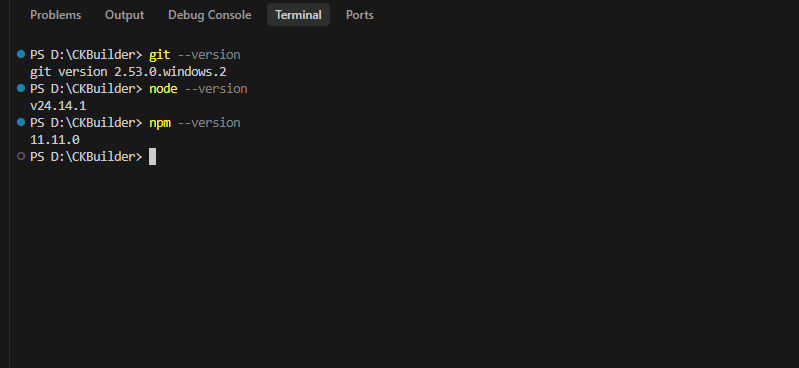 Problems Output Debug Console Terminal Ports
PS D:\CKBuilder> git --version
git version 2.53.0.windows.2
PS D:\CKBuilder> node --version
v24.14.1
PS D:\CKBuilder> npm --version
11.11.0
PS D:\CKBuilder>